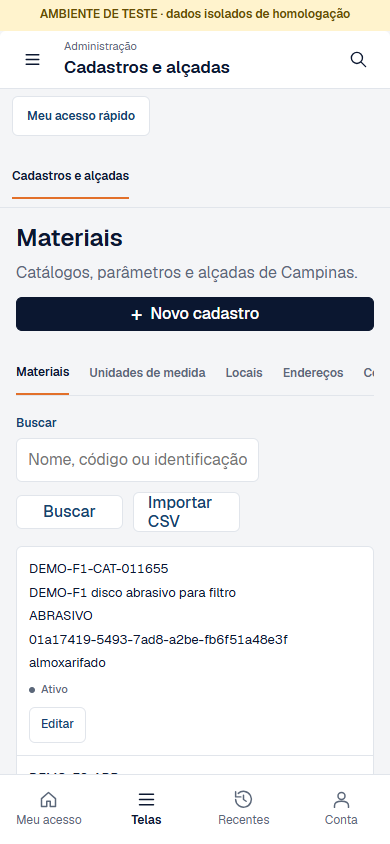 AMBIENTE DE TESTE · dados isolados de homologação
Administração
Cadastros e alçadas
Meu acesso rápido
Cadastros e alçadas
Materiais
Catálogos, parâmetros e alçadas de Campinas.
+ Novo cadastro
Materiais Unidades de medida Locais Endereços
Buscar
Nome, código ou identificação
Buscar
Importar
CSV
DEMO-F1-CAT-011655
DEMO-F1 disco abrasivo para filtro
ABRASIVO
01a17419-5493-7ad8-a2be-fb6f51a48e3f
almoxarifado
Ativo
Editar
Meu acesso Telas Recentes Conta